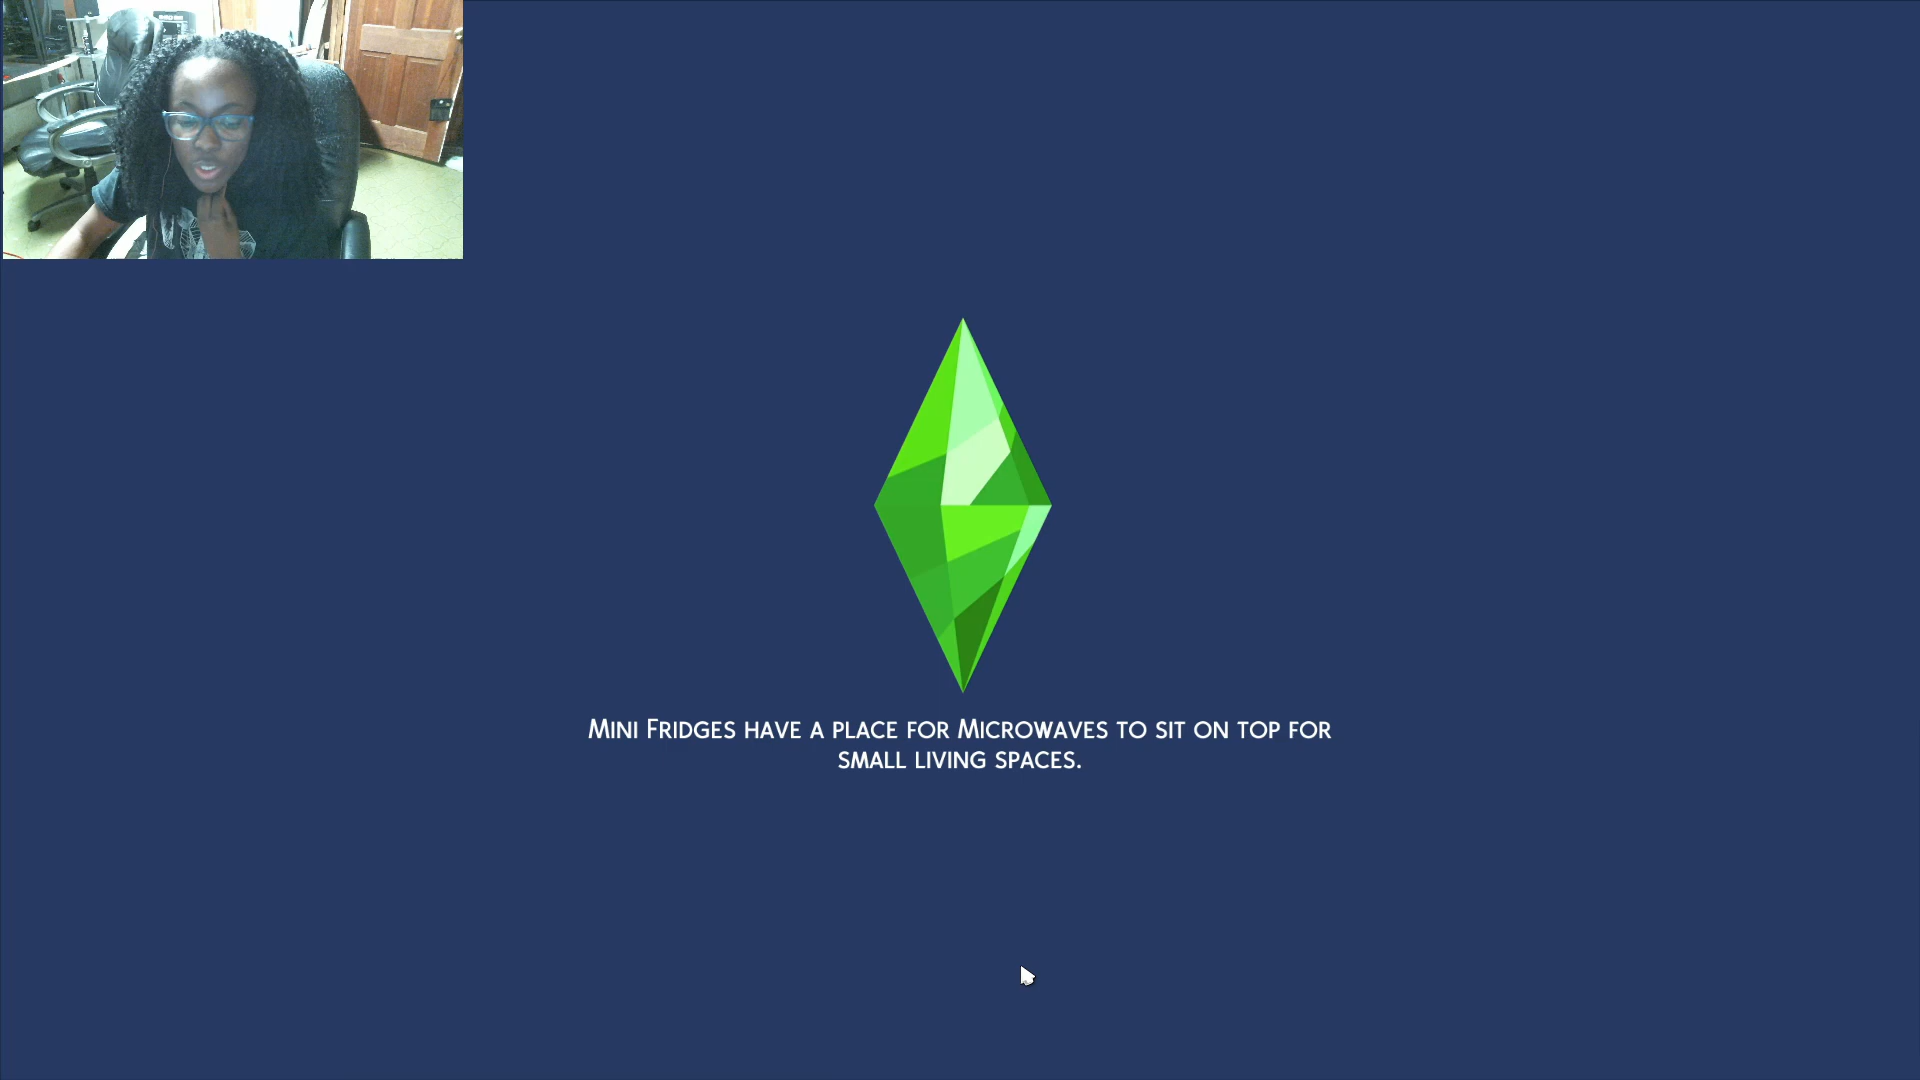 Mini Fridges have a place for Microwaves to sit on top for
small living spaces.